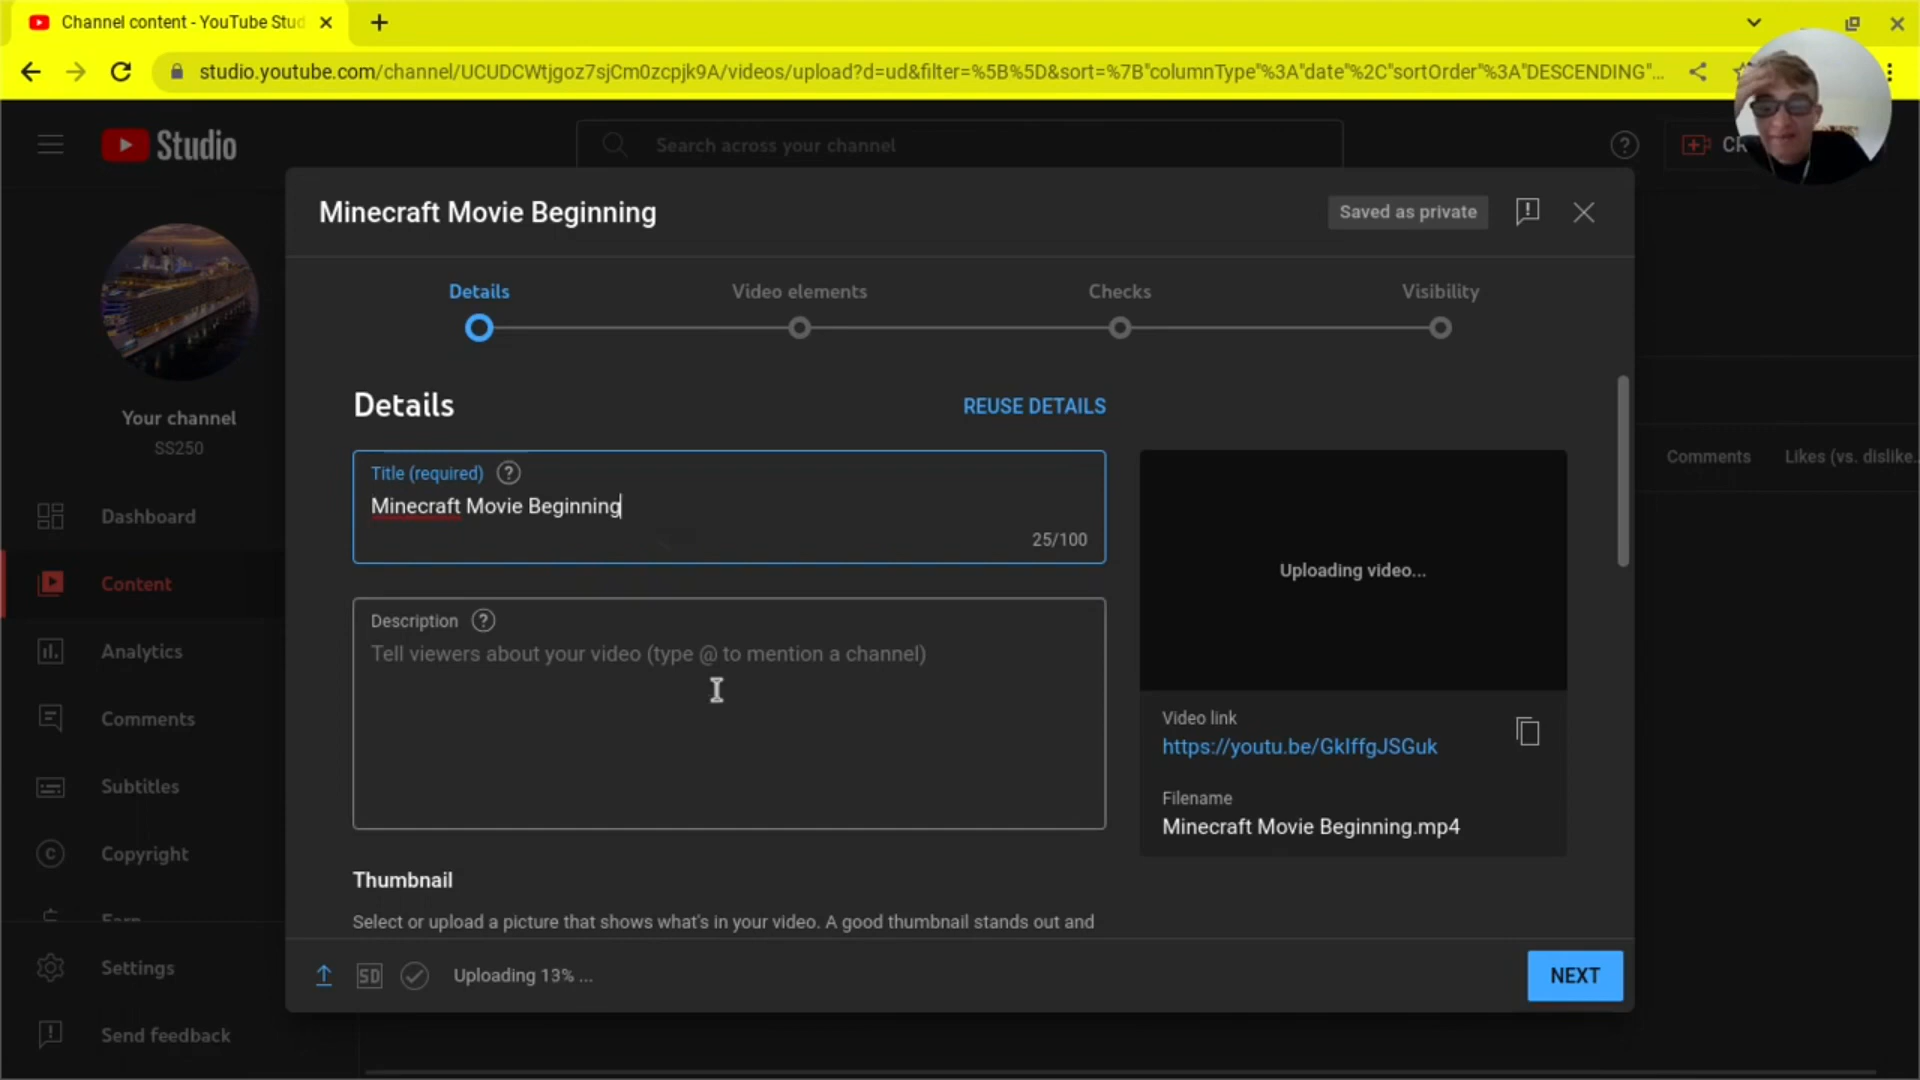 Channel content - YouTube Stud
studio.youtube.com/channel/UCUDCWtjgoz7sjCm0zcpjk9A/videos/upload?d=ud&filter=%5B%5D&sort=%7B"columnType"%3A"date"%2C"sortOrder"%3A"DESCENDING"...
Studio
Search across your channel
CR
Minecraft Movie Beginning
Saved as private
Details
Video elements
Checks
Visibility
Your channel
SS250
Details
REUSE DETAILS
Title (required)
Minecraft Movie Beginning
25/100
Description
Tell viewers about your video (type @ to mention a channel)
Uploading video...
Video link
https://youtu.be/GkIffgJSGuk
Filename
Minecraft Movie Beginning.mp4
Comments
Likes (vs. dislike...
Dashboard
Content
Analytics
Comments
Subtitles
Copyright
Earn
Settings
Send feedback
Thumbnail
Select or upload a picture that shows what's in your video. A good thumbnail stands out and
SD
Uploading 13% ...
NEXT